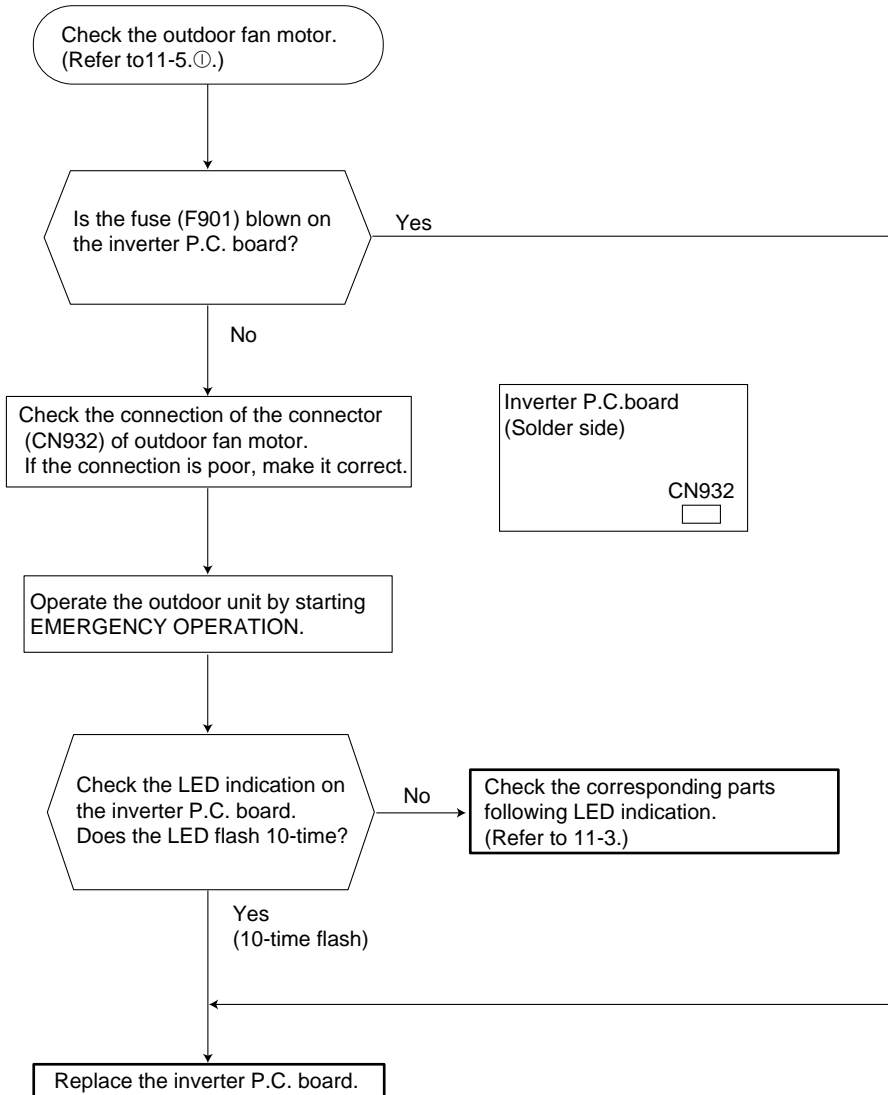 Check the outdoor fan motor.
(Refer to11-5.①.)
Is the fuse (F901) blown on
the inverter P.C. board?
Yes
No
Check the connection of the connector
(CN932) of outdoor fan motor.
If the connection is poor, make it correct.
Inverter P.C.board
(Solder side)
CN932
Operate the outdoor unit by starting
EMERGENCY OPERATION.
Check the LED indication on
the inverter P.C. board.
Does the LED flash 10-time?
No
Check the corresponding parts
following LED indication.
(Refer to 11-3.)
Yes
(10-time flash)
Replace the inverter P.C. board.